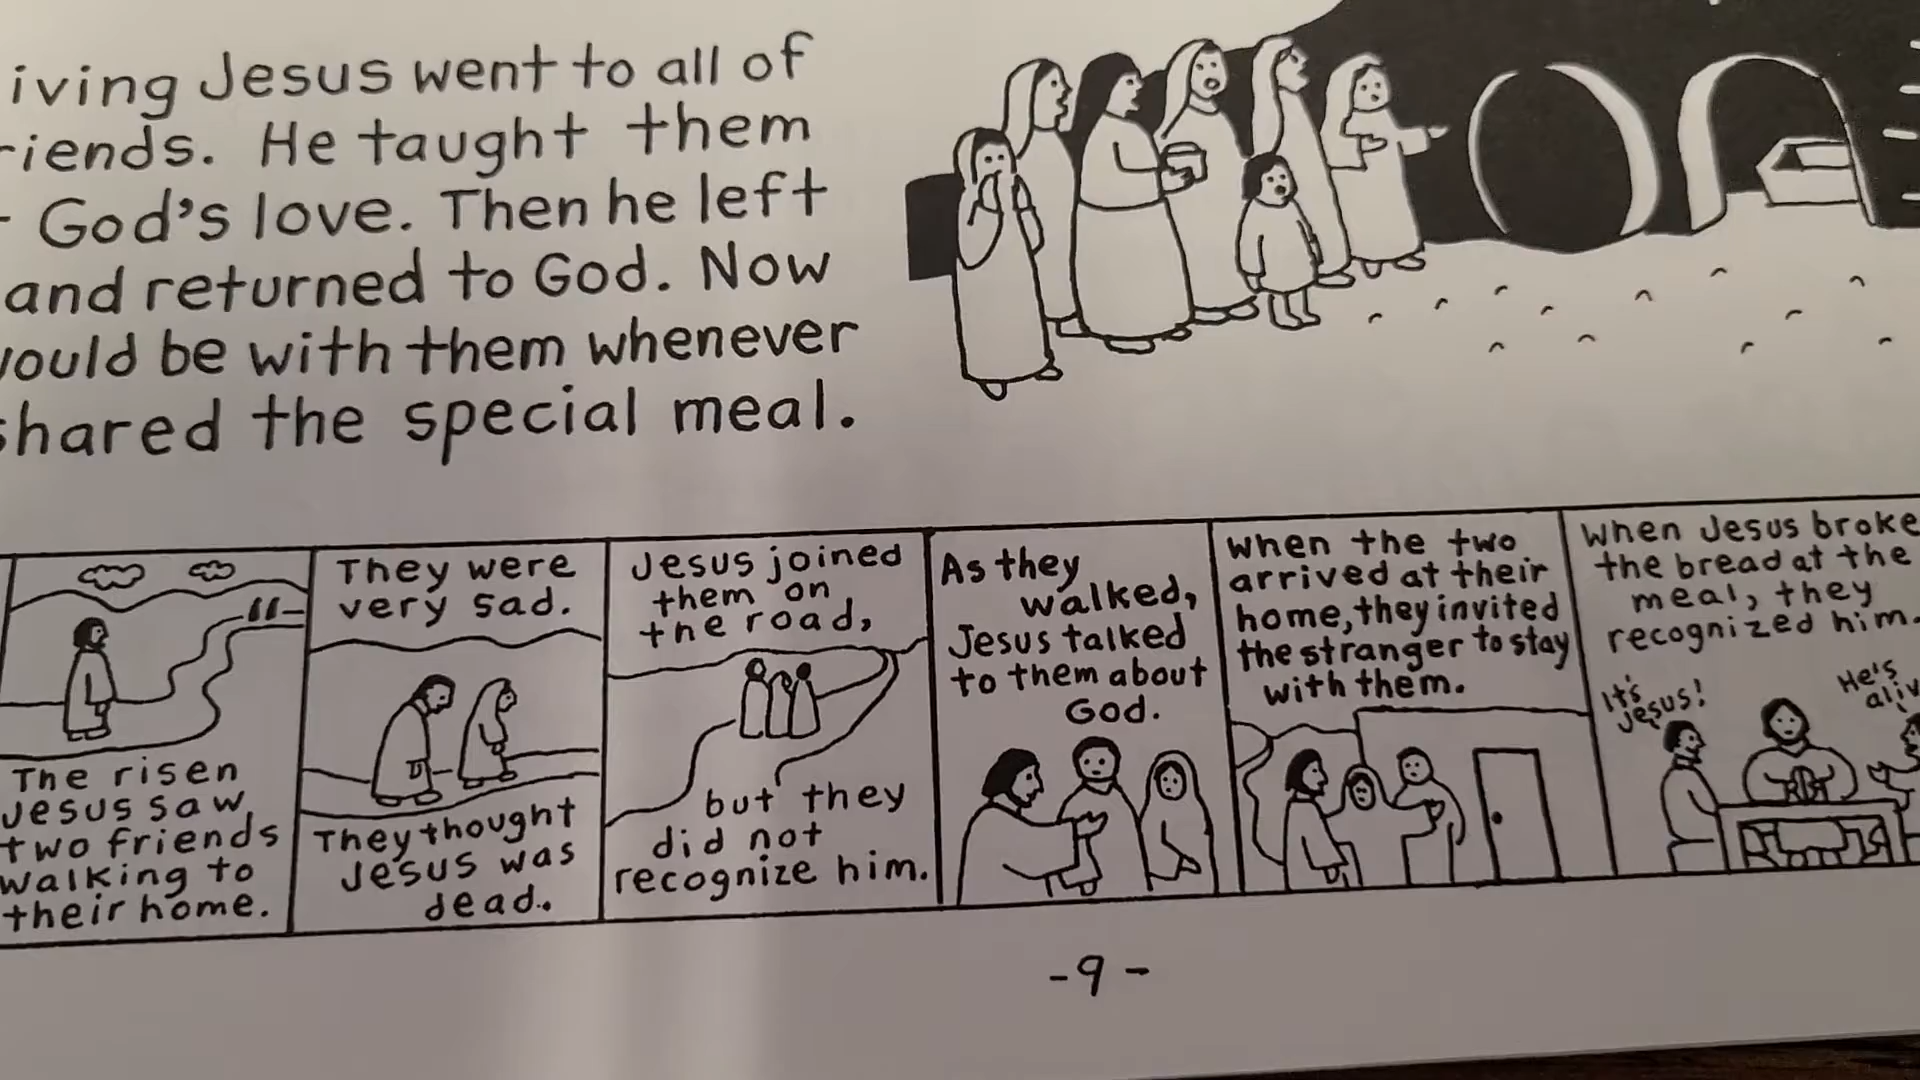 iving Jesus went to all of
riends. He taught them
God's love. Then he left
and returned to God. Now
would be with them whenever
shared the special meal.
The risen
Jesus saw
two friends
walking to
their home.
They were
very sad.
They thought
Jesus was
dead.
Jesus joined
them on
the road,
but they
did not
recognize him.
As they
walked,
Jesus talked
to them about
God.
When the two
arrived at their
home, they invited
the stranger to stay
with them.
When Jesus broke
the bread at the
meal, they
recognized him.
It's
Jesus!
He's
aliv
-9-